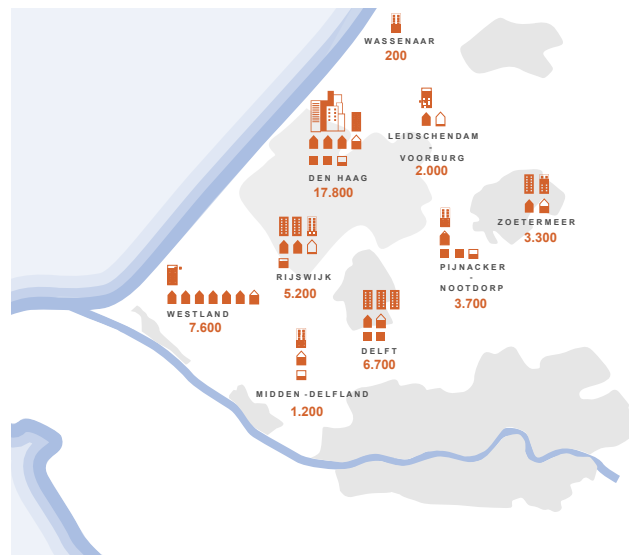 WASSENAAR
200
LEIDSCHENDAM
-
VOORBURG
2.000
DEN HAAG
17.800
ZOETERMEER
3.300
PIJNACKER
-
NOOTDORP
3.700
RIJSWIJK
5.200
WESTLAND
7.600
DELFT
6.700
MIDDEN -DELFLAND
1.200